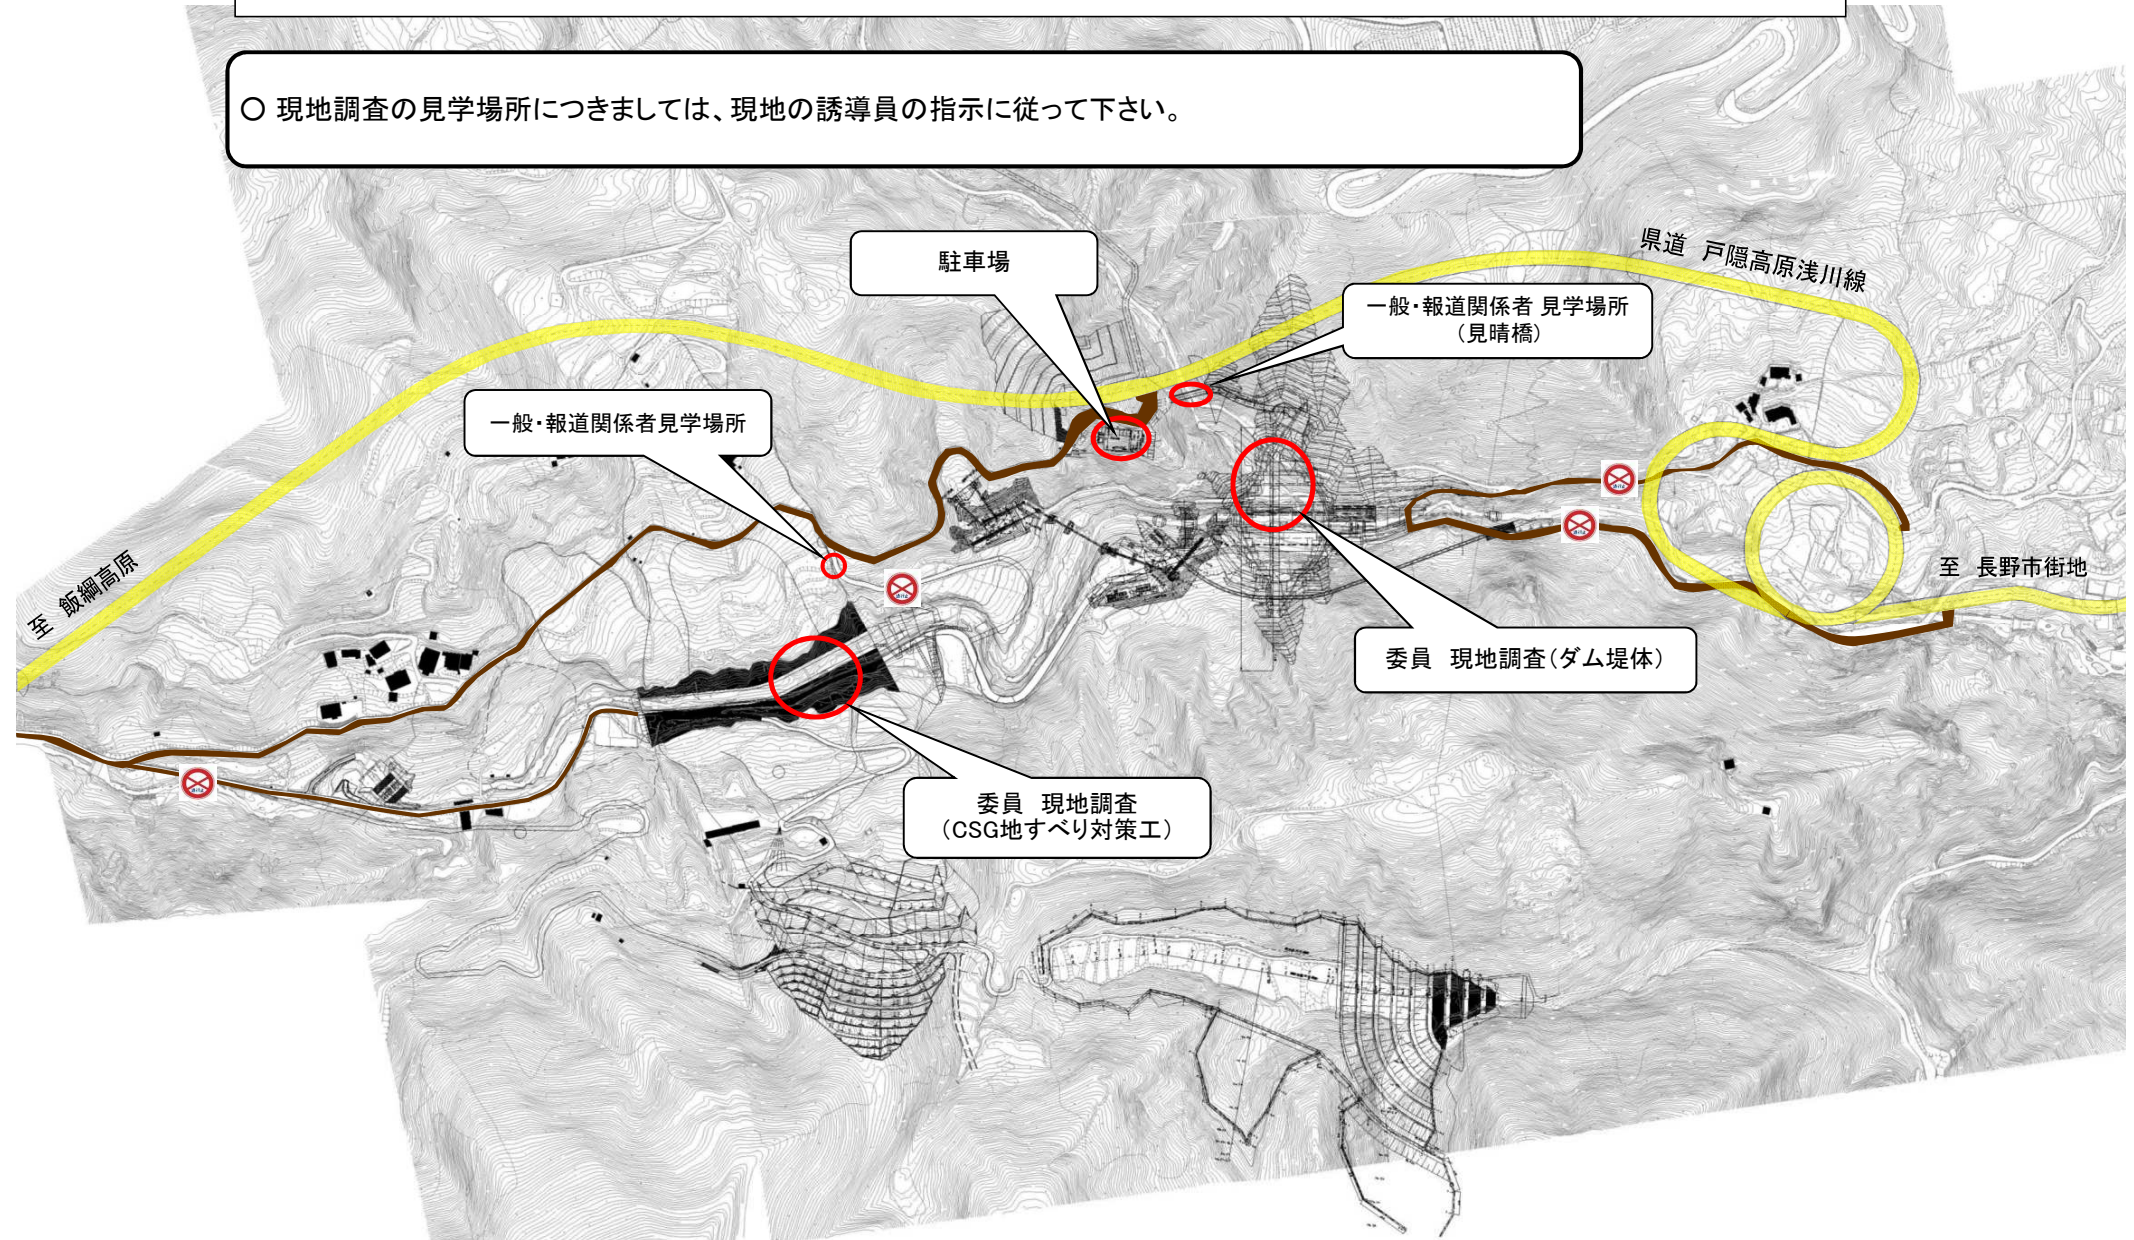 ○ 現地調査の見学場所につきましては、現地の誘導員の指示に従って下さい。
県道 戸隠高原浅川線
駐車場
一般・報道関係者 見学場所
(見晴橋)
一般・報道関係者見学場所
至 飯綱高原
至 長野市街地
委員 現地調査(ダム堤体)
委員 現地調査
(CSG地すべり対策工)